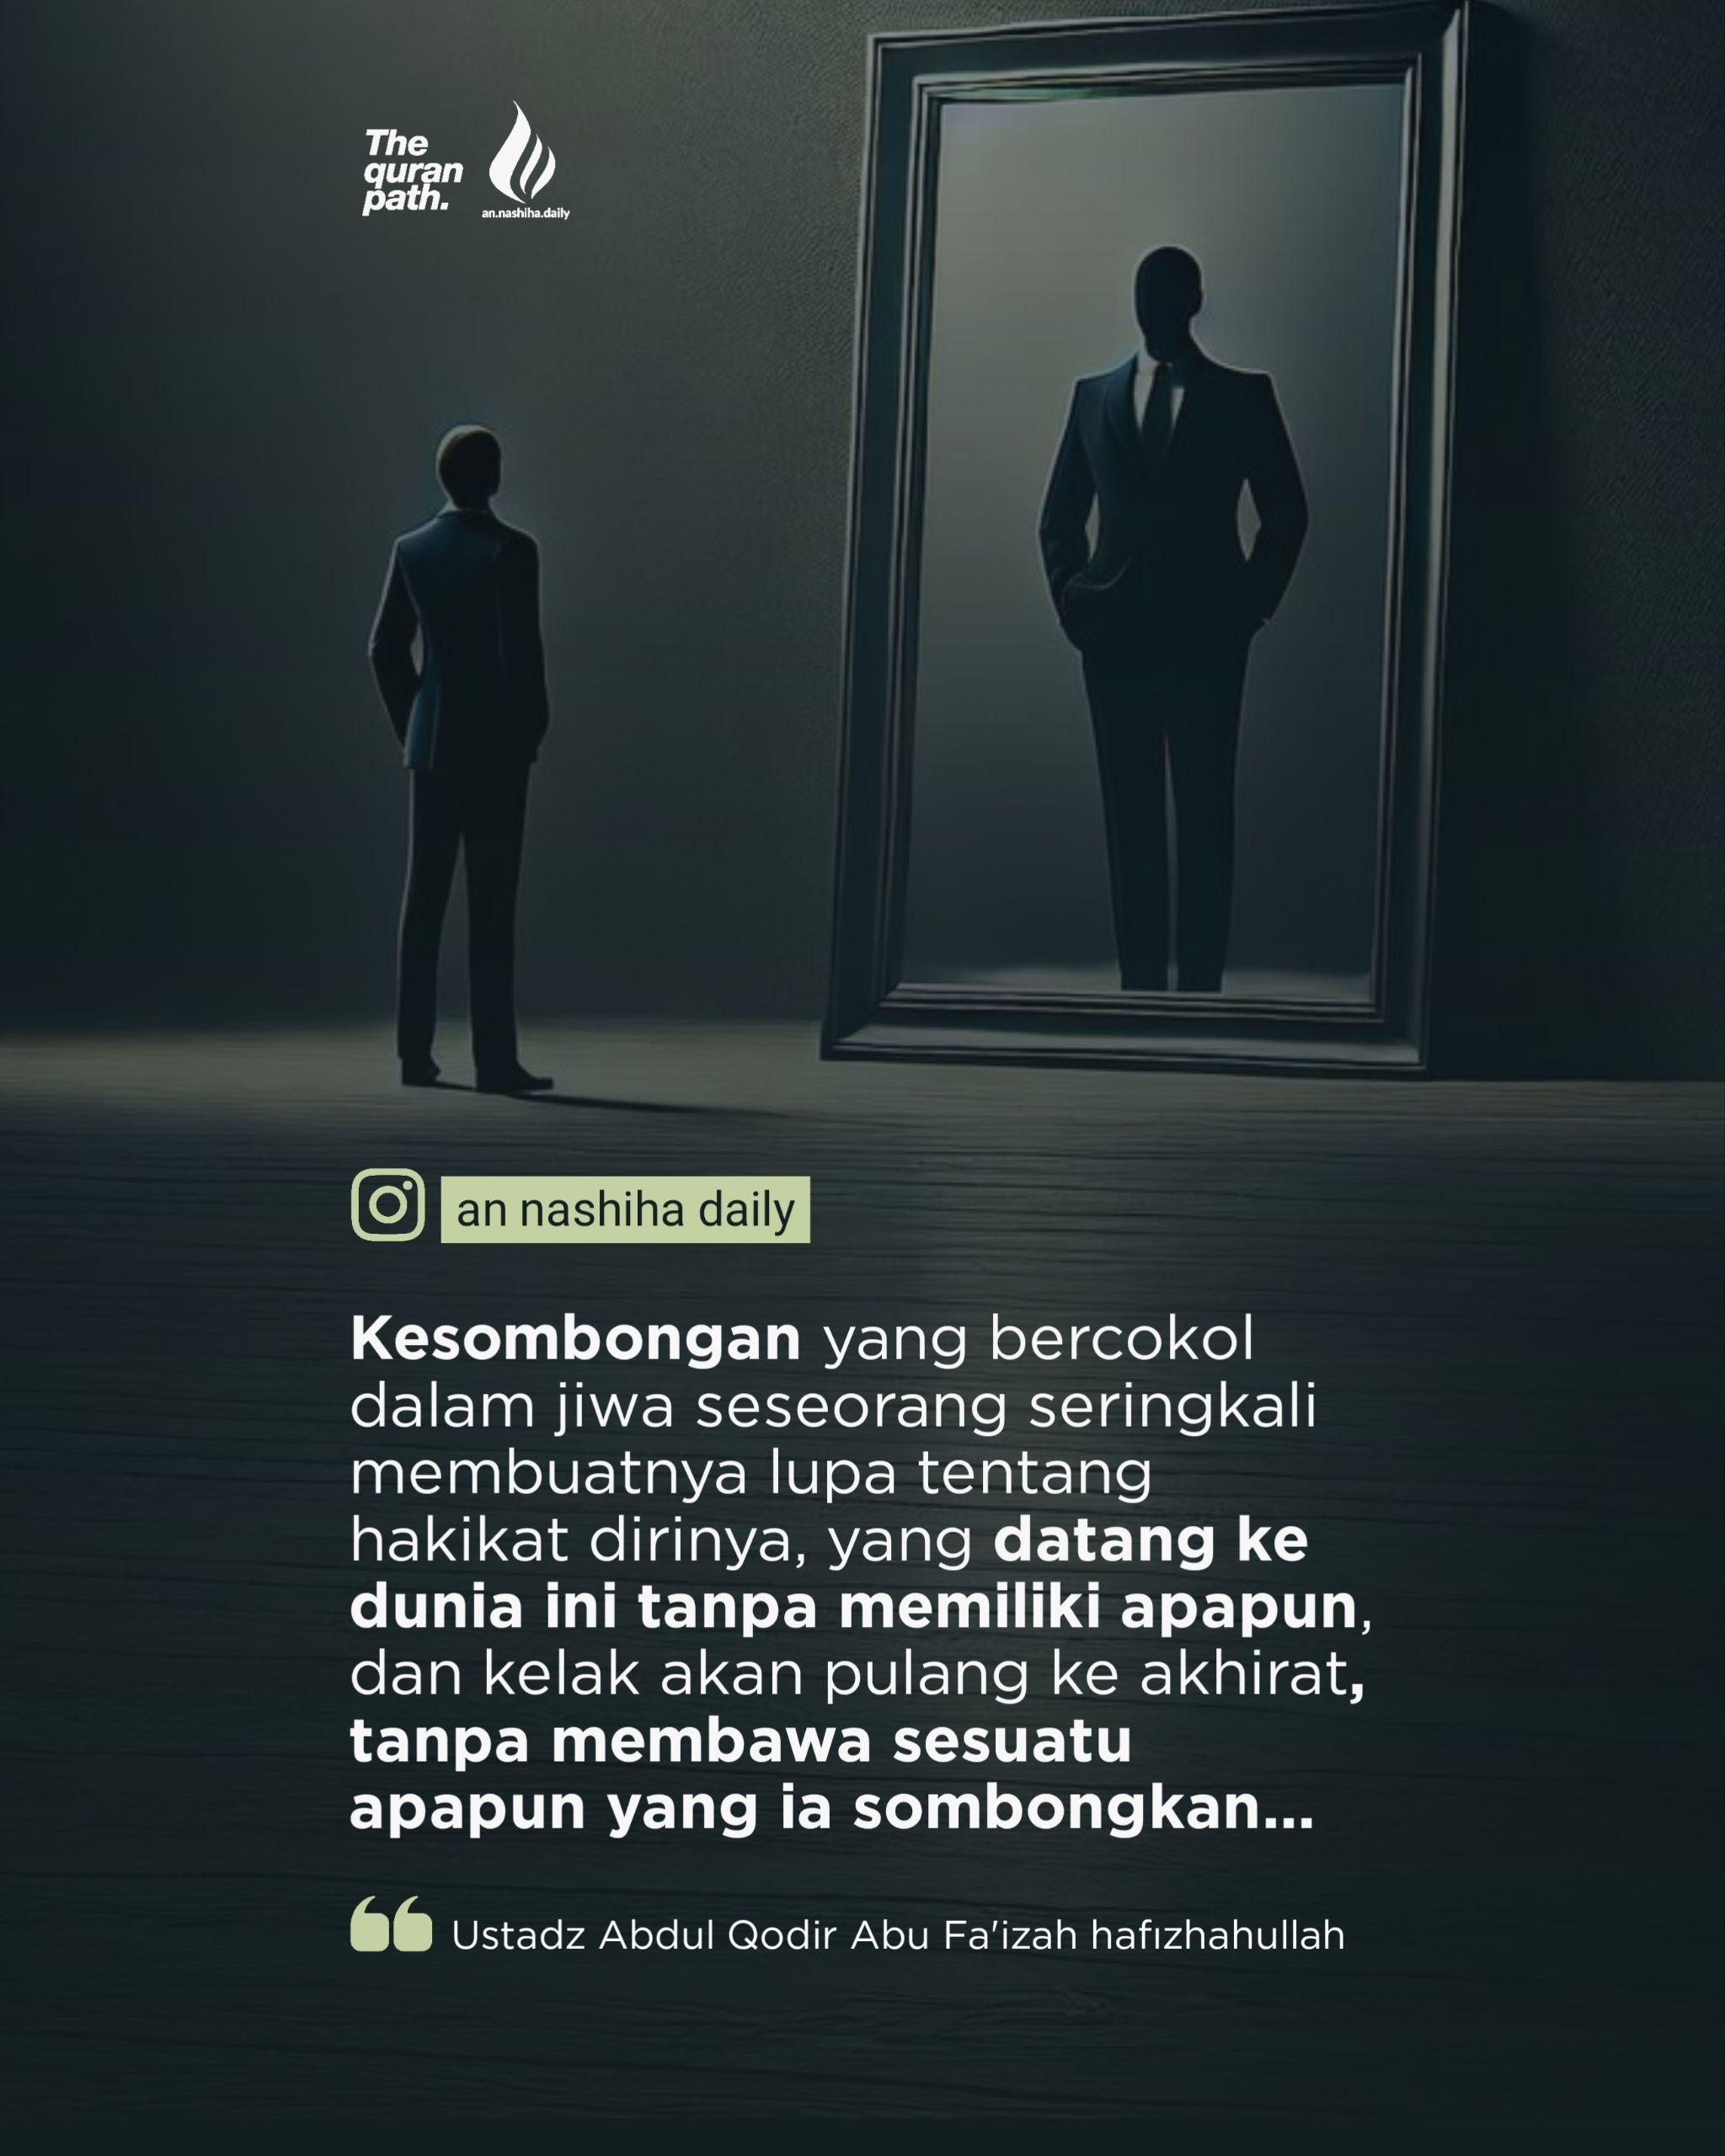 The
quran
path.
an.nashiha.daily
an nashiha daily
Kesombongan yang bercokol
dalam jiwa seseorang seringkali
membuatnya lupa tentang
hakikat dirinya, yang datang ke
dunia ini tanpa memiliki apapun,
dan kelak akan pulang ke akhirat,
tanpa membawa sesuatu
apapun yang ia sombongkan...
Ustadz Abdul Qodir Abu Fa'izah hafızhahullah